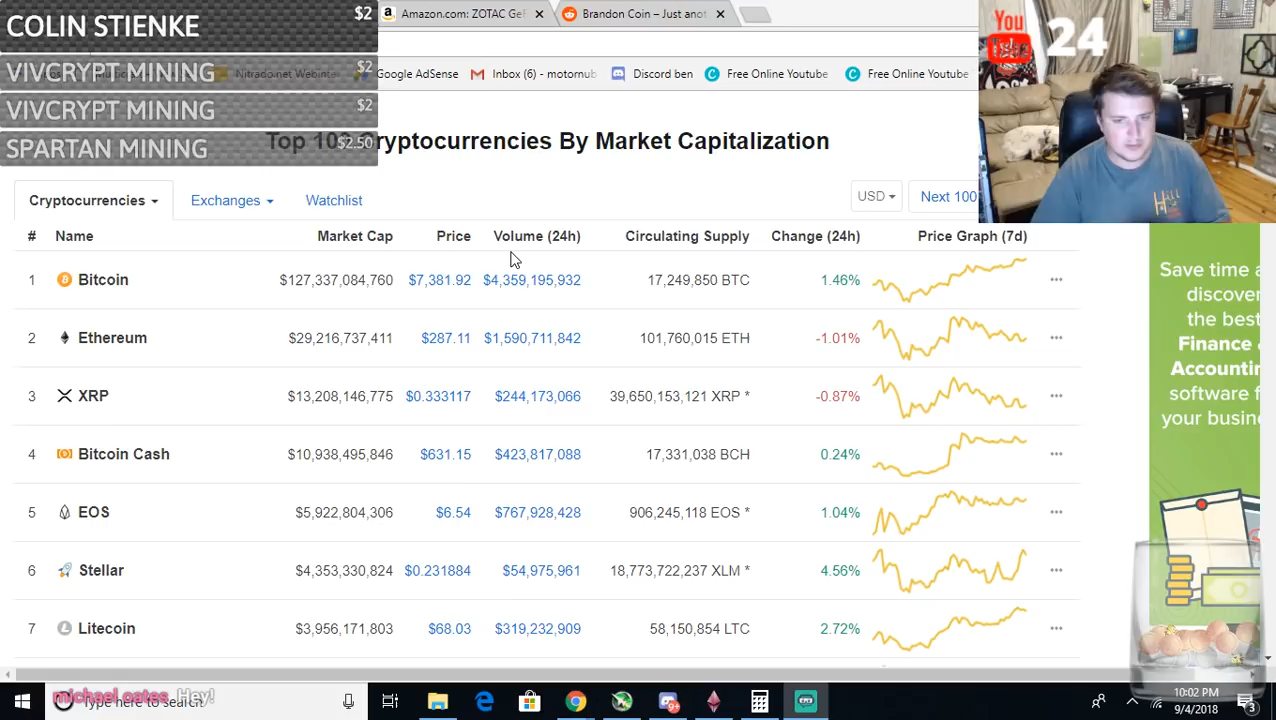 COLIN STIENKE $2
VIVCRYPT MINING $2
VIVCRYPT MINING $2
SPARTAN MINING $2.50
Amazon.com: ZOTAC GeF
Brandon Coin – Just anot
You 24
Nitrado.net Webinte
Google AdSense
Inbox (6) - motomub
Discord ben
Free Online Youtube
Free Online Youtube
Top 100 Cryptocurrencies By Market Capitalization
Cryptocurrencies Exchanges Watchlist USD Next 100
# Name Market Cap Price Volume (24h) Circulating Supply Change (24h) Price Graph (7d)
1 Bitcoin $127,337,084,760 $7,381.92 $4,359,195,932 17,249,850 BTC 1.46%
2 Ethereum $29,216,737,411 $287.11 $1,590,711,842 101,760,015 ETH -1.01%
3 XRP $13,208,146,775 $0.333117 $244,173,066 39,650,153,121 XRP * -0.87%
4 Bitcoin Cash $10,938,495,846 $631.15 $423,817,088 17,331,038 BCH 0.24%
5 EOS $5,922,804,306 $6.54 $767,928,428 906,245,118 EOS * 1.04%
6 Stellar $4,353,330,824 $0.231884 $54,975,961 18,773,722,237 XLM * 4.56%
7 Litecoin $3,956,171,803 $68.03 $319,232,909 58,150,854 LTC 2.72%
Save time a
discover
the best
Finance &
Accountin
software f
your busin
michael oates Hey!
Type here to search
10:02 PM
9/4/2018
3